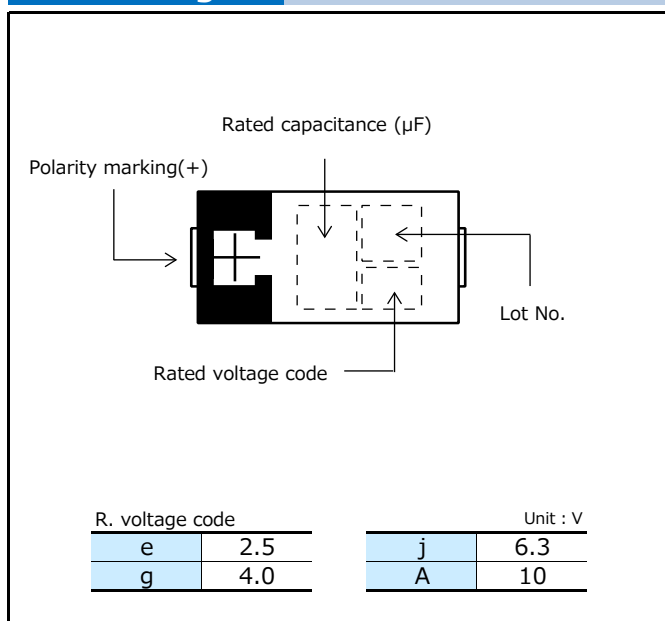 Rated capacitance (μF)
Polarity marking(+)
Lot No.
Rated voltage code
R. voltage code Unit : V
e 2.5 j 6.3
g 4.0 A 10